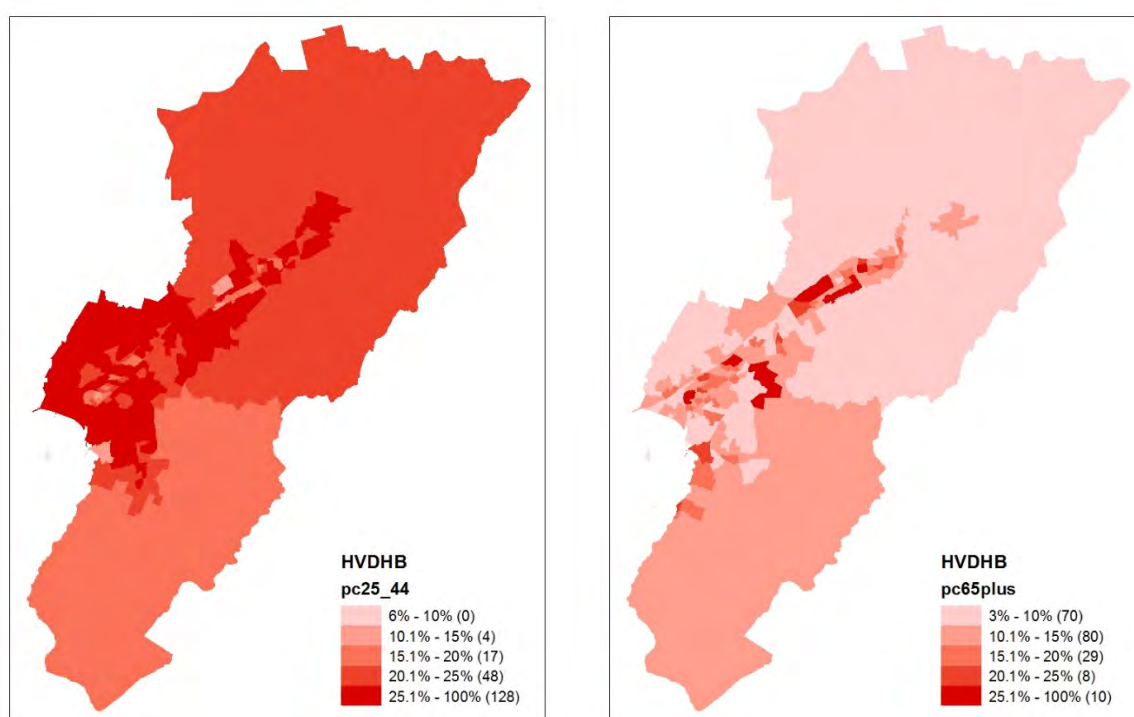 HVDHB
pc25_44
6% - 10% (0)
10.1% - 15% (4)
15.1% - 20% (17)
20.1% - 25% (48)
25.1% - 100% (128)
HVDHB
pc65plus
3% - 10% (70)
10.1% - 15% (80)
15.1% - 20% (29)
20.1% - 25% (8)
25.1% - 100% (10)